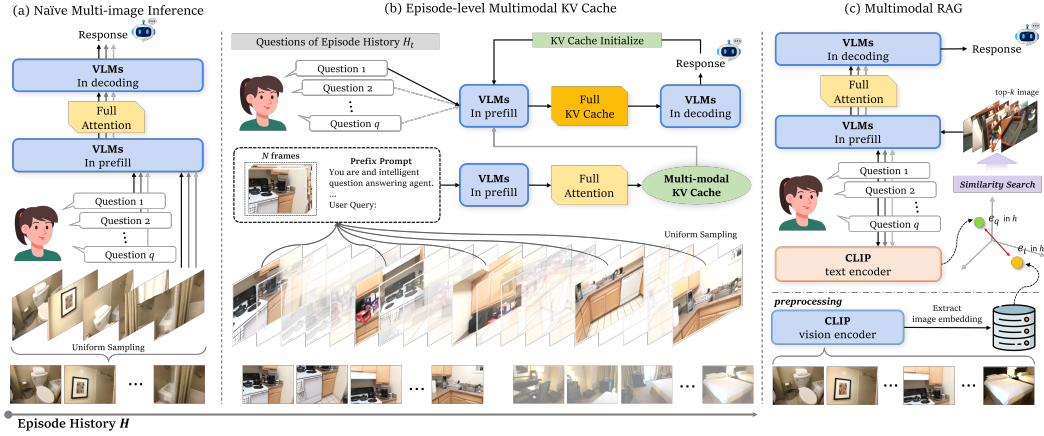 (a) Naïve Multi-image Inference
Response
VLMs
In decoding
Full
Attention
VLMs
In prefill
Question 1
Question 2
Question q
Uniform Sampling
(b) Episode-level Multimodal KV Cache
Questions of Episode History Ht
Question 1
Question 2
Question q
KV Cache Initialize
Response
VLMs
In prefill
Full
KV Cache
VLMs
In decoding
N frames
Prefix Prompt
You are and intelligent
question answering agent.
...
User Query:
VLMs
In prefill
Full
Attention
Multi-modal
KV Cache
Uniform Sampling
(c) Multimodal RAG
VLMs
In decoding
Response
Full
Attention
top-k image
VLMs
In prefill
Question 1
Question 2
Question q
Similarity Search
eq in h
et in h
CLIP
text encoder
preprocessing
CLIP
vision encoder
Extract
image embedding
Episode History H